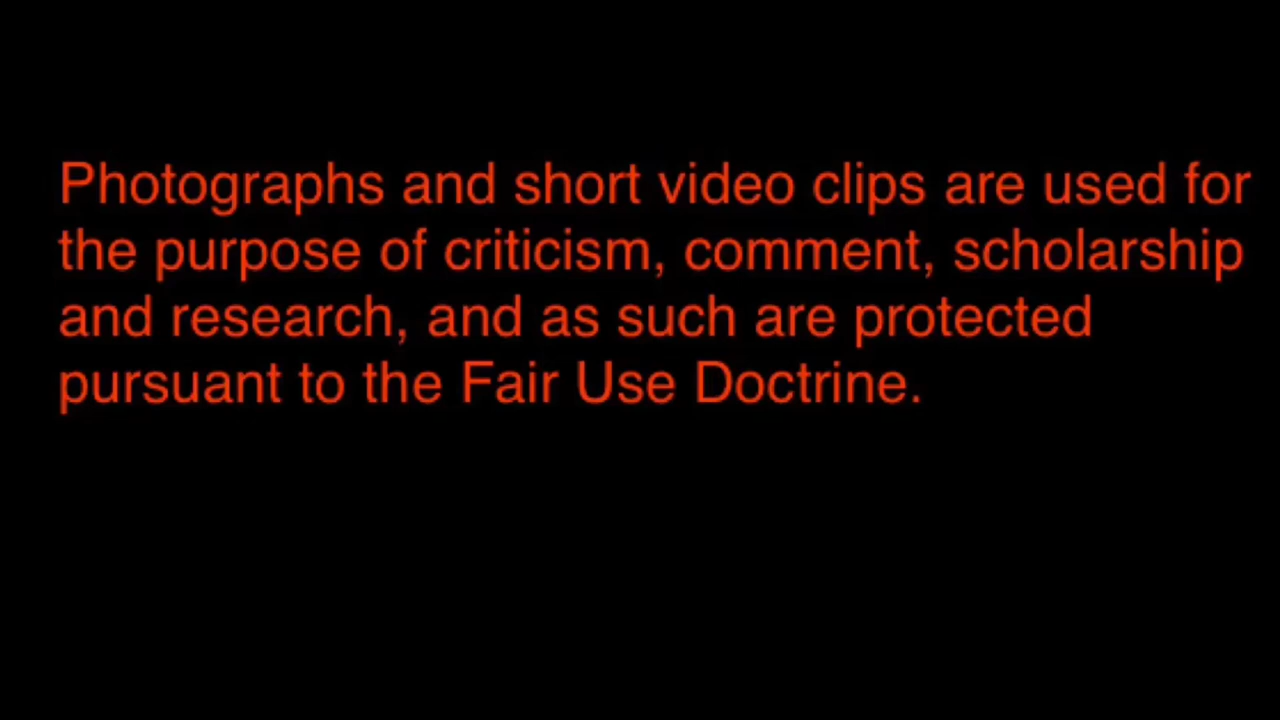 Photographs and short video clips are used for
the purpose of criticism, comment, scholarship
and research, and as such are protected
pursuant to the Fair Use Doctrine.